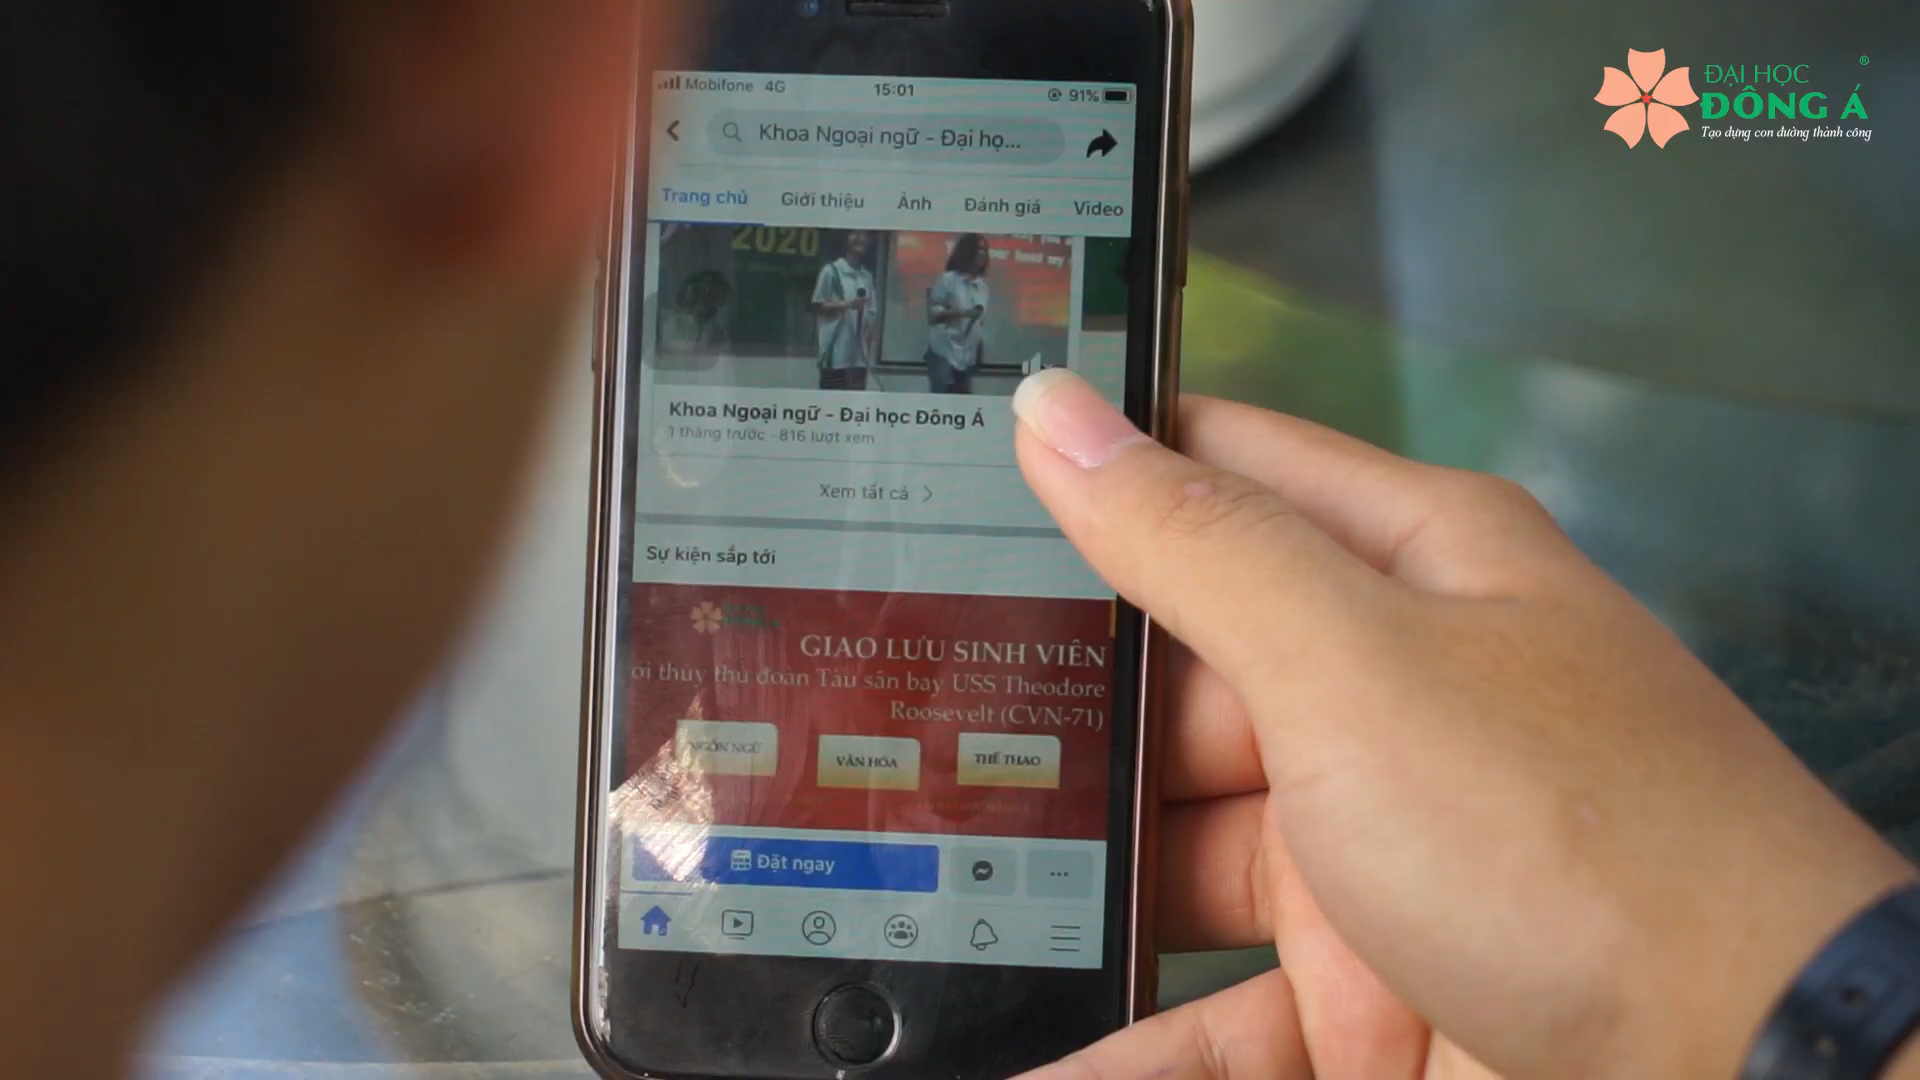 ĐẠI HỌC ®
ĐÔNG Á
Tạo dựng con đường thành công
Mobifone 4G 15:01 91%
Khoa Ngoại ngữ - Đại họ...
Trang chủ Giới thiệu Ảnh Đánh giá Video
2020
Khoa Ngoại ngữ - Đại học Đông Á
1 tháng trước · 816 lượt xem
Xem tất cả
Sự kiện sắp tới
ĐÔNG Á
GIAO LƯU SINH VIÊN
ới thủy thủ đoàn Tàu sân bay USS Theodore
Roosevelt (CVN-71)
NGÔN NGỮ VĂN HÓA THỂ THAO
Đặt ngay